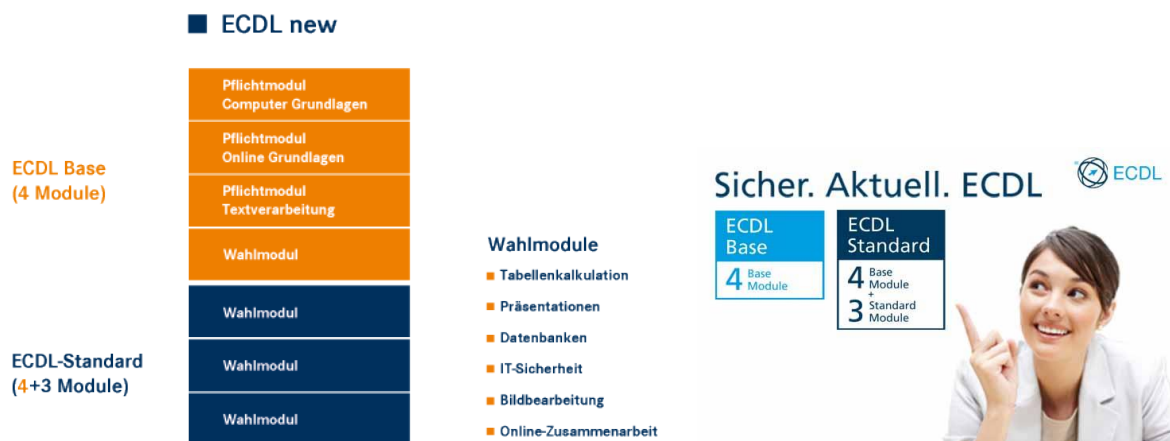 ECDL new
Pflichtmodul
Computer Grundlagen
Pflichtmodul
Online Grundlagen
Pflichtmodul
Textverarbeitung
Wahlmodul
ECDL Base
(4 Module)
Wahlmodul
Wahlmodul
Wahlmodul
ECDL-Standard
(4+3 Module)
Wahlmodule
Tabellenkalkulation
Präsentationen
Datenbanken
IT-Sicherheit
Bildbearbeitung
Online-Zusammenarbeit
Sicher. Aktuell. ECDL
ECDL
ECDL
Base
4 Base
Module
ECDL
Standard
4 Base
Module
+
3 Standard
Module